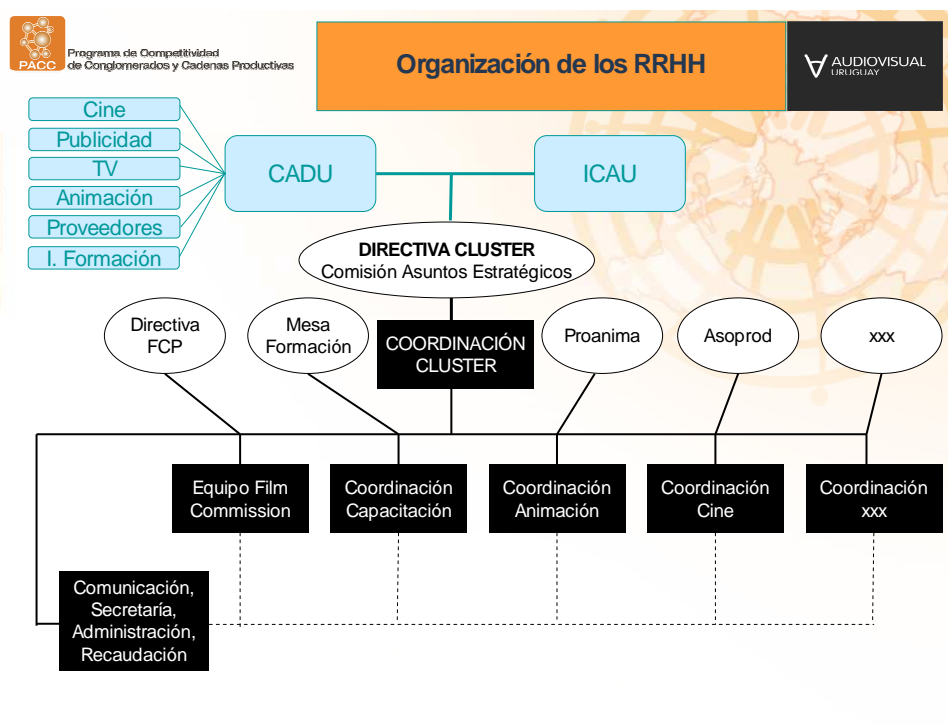 PACC
Programa de Competitividad
de Conglomerados y Cadenas Productivas
Organización de los RRHH
AUDIOVISUAL
URUGUAY
Cine
Publicidad
TV
Animación
Proveedores
I. Formación
CADU
ICAU
DIRECTIVA CLUSTER
Comisión Asuntos Estratégicos
Directiva
FCP
Mesa
Formación
COORDINACIÓN
CLUSTER
Proanima
Asoprod
xxx
Equipo Film
Commission
Coordinación
Capacitación
Coordinación
Animación
Coordinación
Cine
Coordinación
xxx
Comunicación,
Secretaría,
Administración,
Recaudación